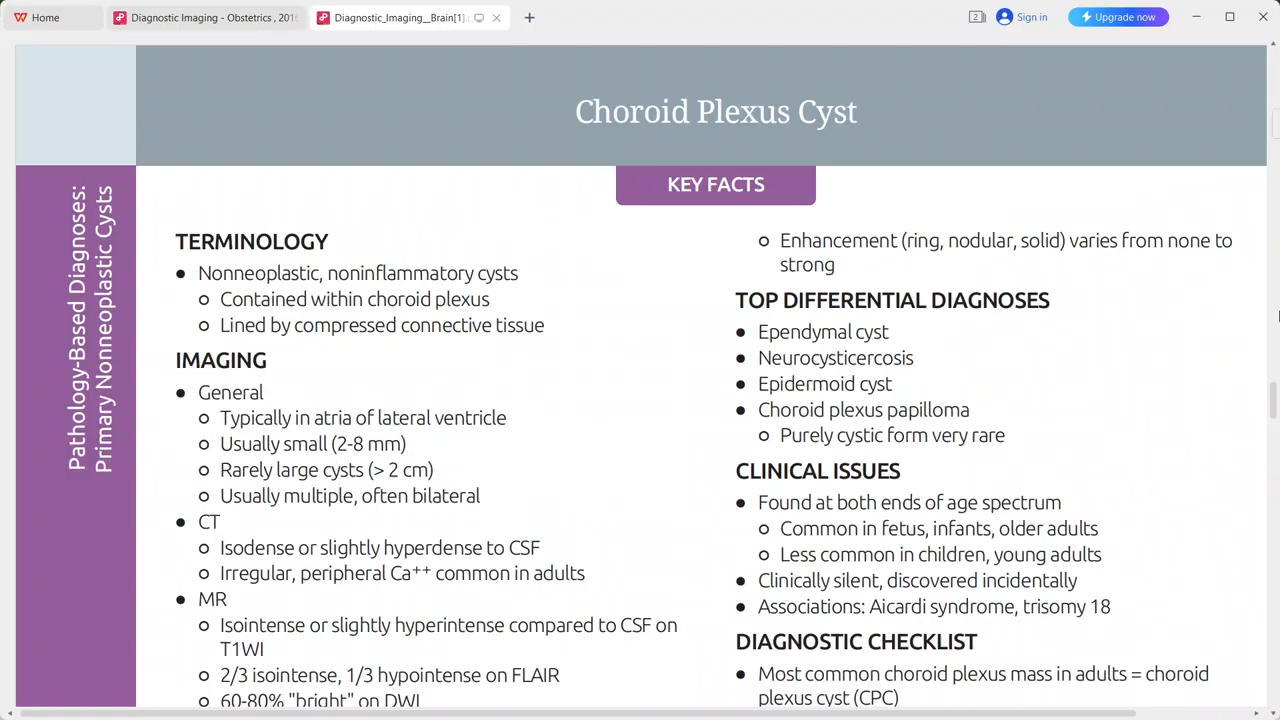 Home
Diagnostic Imaging - Obstetrics , 2016
Diagnostic_Imaging__Brain[1].
2
Sign in
Upgrade now
Choroid Plexus Cyst
Pathology-Based Diagnoses:
Primary Nonneoplastic Cysts
KEY FACTS
TERMINOLOGY
● Nonneoplastic, noninflammatory cysts
○ Contained within choroid plexus
○ Lined by compressed connective tissue
IMAGING
● General
○ Typically in atria of lateral ventricle
○ Usually small (2-8 mm)
○ Rarely large cysts (> 2 cm)
○ Usually multiple, often bilateral
● CT
○ Isodense or slightly hyperdense to CSF
○ Irregular, peripheral Ca⁺⁺ common in adults
● MR
○ Isointense or slightly hyperintense compared to CSF on
T1WI
○ 2/3 isointense, 1/3 hypointense on FLAIR
○ 60-80% "bright" on DWI
○ Enhancement (ring, nodular, solid) varies from none to
strong
TOP DIFFERENTIAL DIAGNOSES
● Ependymal cyst
● Neurocysticercosis
● Epidermoid cyst
● Choroid plexus papilloma
○ Purely cystic form very rare
CLINICAL ISSUES
● Found at both ends of age spectrum
○ Common in fetus, infants, older adults
○ Less common in children, young adults
● Clinically silent, discovered incidentally
● Associations: Aicardi syndrome, trisomy 18
DIAGNOSTIC CHECKLIST
● Most common choroid plexus mass in adults = choroid
plexus cyst (CPC)